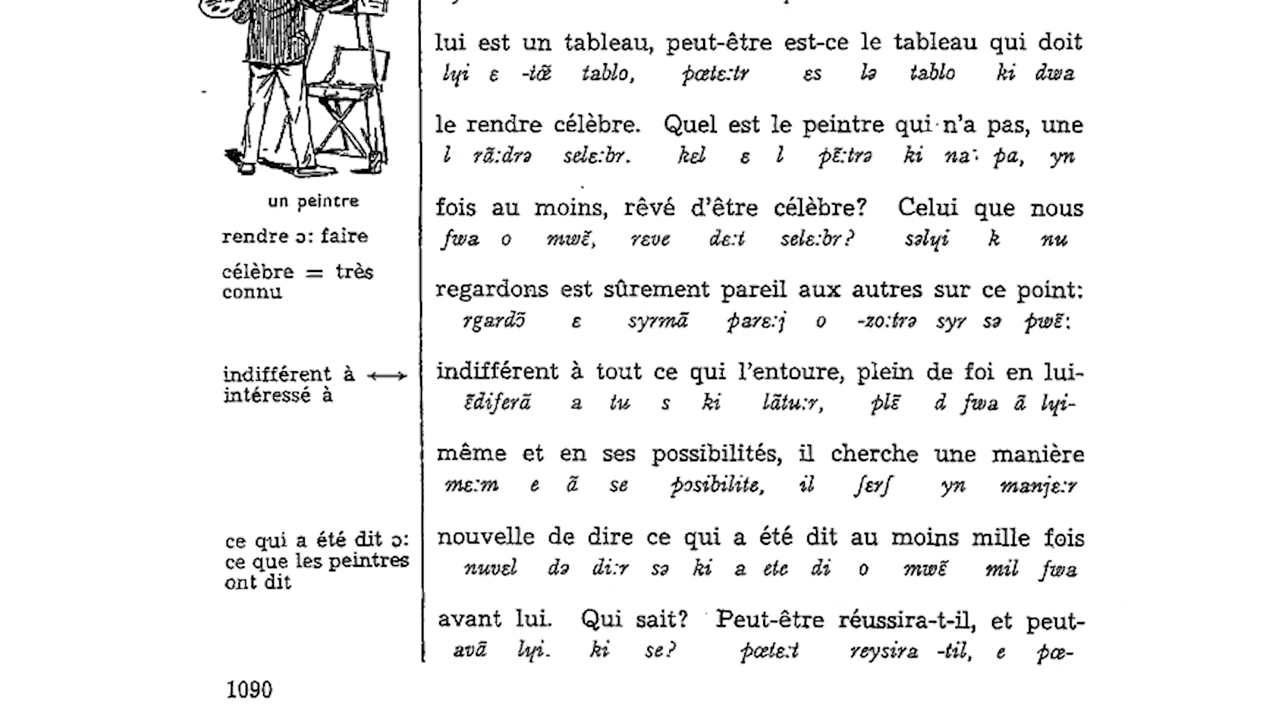 un peintre
rendre ɔ: faire
célèbre = très
connu
indifférent à ⟷
intéressé à
ce qui a été dit ɔ:
ce que les peintres
ont dit
lui est un tableau, peut-être est-ce le tableau qui doit
lɥi ɛ -tœ̃ tablo, pœtɛ:tr ɛs lə tablo ki dwa
le rendre célèbre. Quel est le peintre qui n'a pas, une
l rã:drə selɛ:br. kɛl ɛ l pɛ̃:trə ki na pa, yn
fois au moins, rêvé d'être célèbre? Celui que nous
fwa o mwɛ̃, rɛve dɛ:t selɛ:br? səlɥi k nu
regardons est sûrement pareil aux autres sur ce point:
rgardɔ̃ ɛ syrmã parɛ:j o -zo:trə syr sə pwɛ̃:
indifférent à tout ce qui l'entoure, plein de foi en lui-
ɛ̃diferã a tu s ki lãtu:r, plɛ̃ d fwa ã lɥi-
même et en ses possibilités, il cherche une manière
mɛ:m e ã se pɔsibilite, il ʃɛrʃ yn manjɛ:r
nouvelle de dire ce qui a été dit au moins mille fois
nuvɛl də di:r sə ki a ete di o mwɛ̃ mil fwa
avant lui. Qui sait? Peut-être réussira-t-il, et peut-
avã lɥi. ki se? pœtɛ:t reysira -til, e pœ-
1090